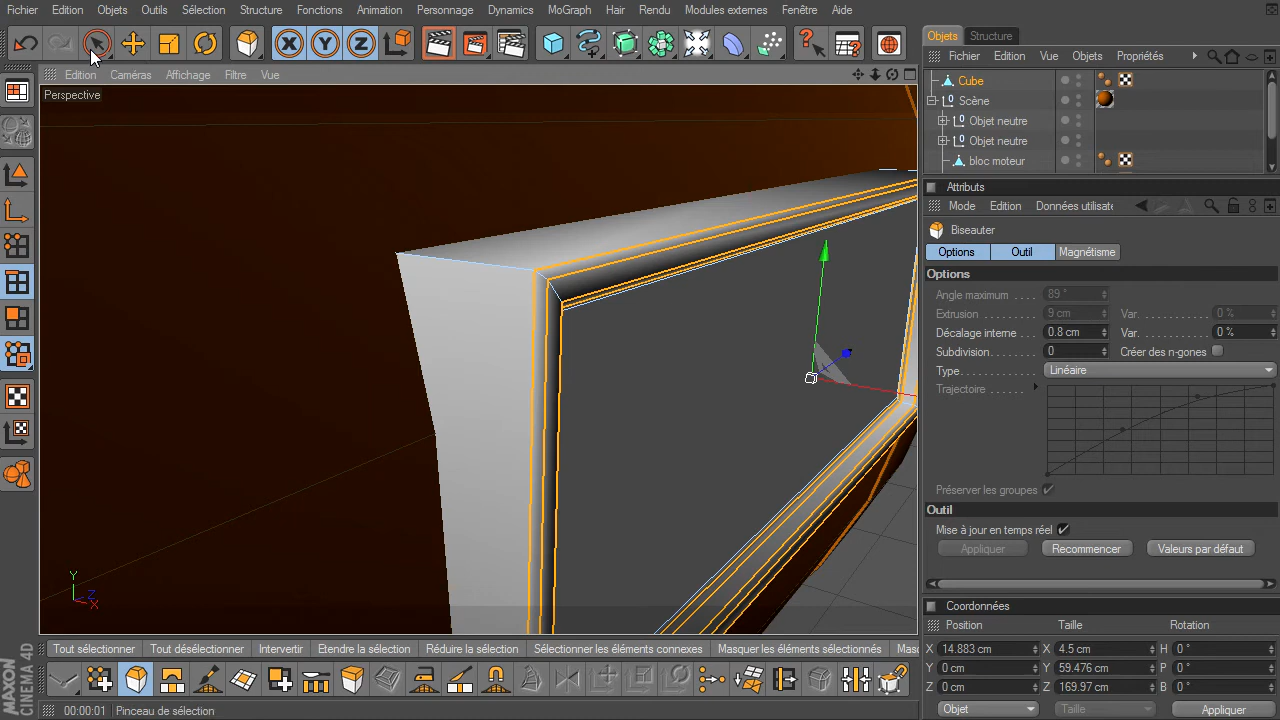 Fichier Edition Objets Outils Sélection Structure Fonctions Animation Personnage Dynamics MoGraph Hair Rendu Modules externes Fenêtre Aide
Objets Structure
Edition Caméras Affichage Filtre Vue
Fichier Edition Vue Objets Propriétés
Perspective
Cube
Scène
Objet neutre
Objet neutre
bloc moteur
Attributs
Mode Edition Données utilisate
Biseauter
Options Outil Magnétisme
Options
Angle maximum . . . . 89 °
Extrusion . . . . . . . . 9 cm Var. . . . . . . . . 0 %
Décalage interne . . 0.8 cm Var. . . . . . . . . 0 %
Subdivision . . . . . . 0 Créer des n-gones
Type . . . . . . . . . . . Linéaire
Trajectoire . . . . . . .
Préserver les groupes
Outil
Mise à jour en temps réel
Appliquer Recommencer Valeurs par défaut
Coordonnées
Position Taille Rotation
X 14.883 cm X 4.5 cm H 0 °
Y 0 cm Y 59.476 cm P 0 °
Z 0 cm Z 169.97 cm B 0 °
Objet Taille Appliquer
Y
Z
X
Tout sélectionner Tout désélectionner Intervertir Etendre la sélection Réduire la sélection Sélectionner les éléments connexes Masquer les éléments sélectionnés Masq
MAXON
CINEMA 4D
00:00:01 Pinceau de sélection